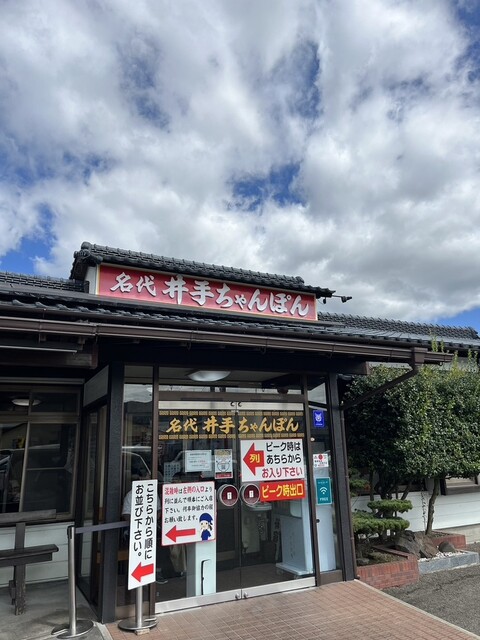 名代 井手ちゃんぽん
名代 井手ちゃんぽん
ピーク時は
あちらから
お入り下さい
列
ピーク時出口
こちらから順に
お並び下さい。